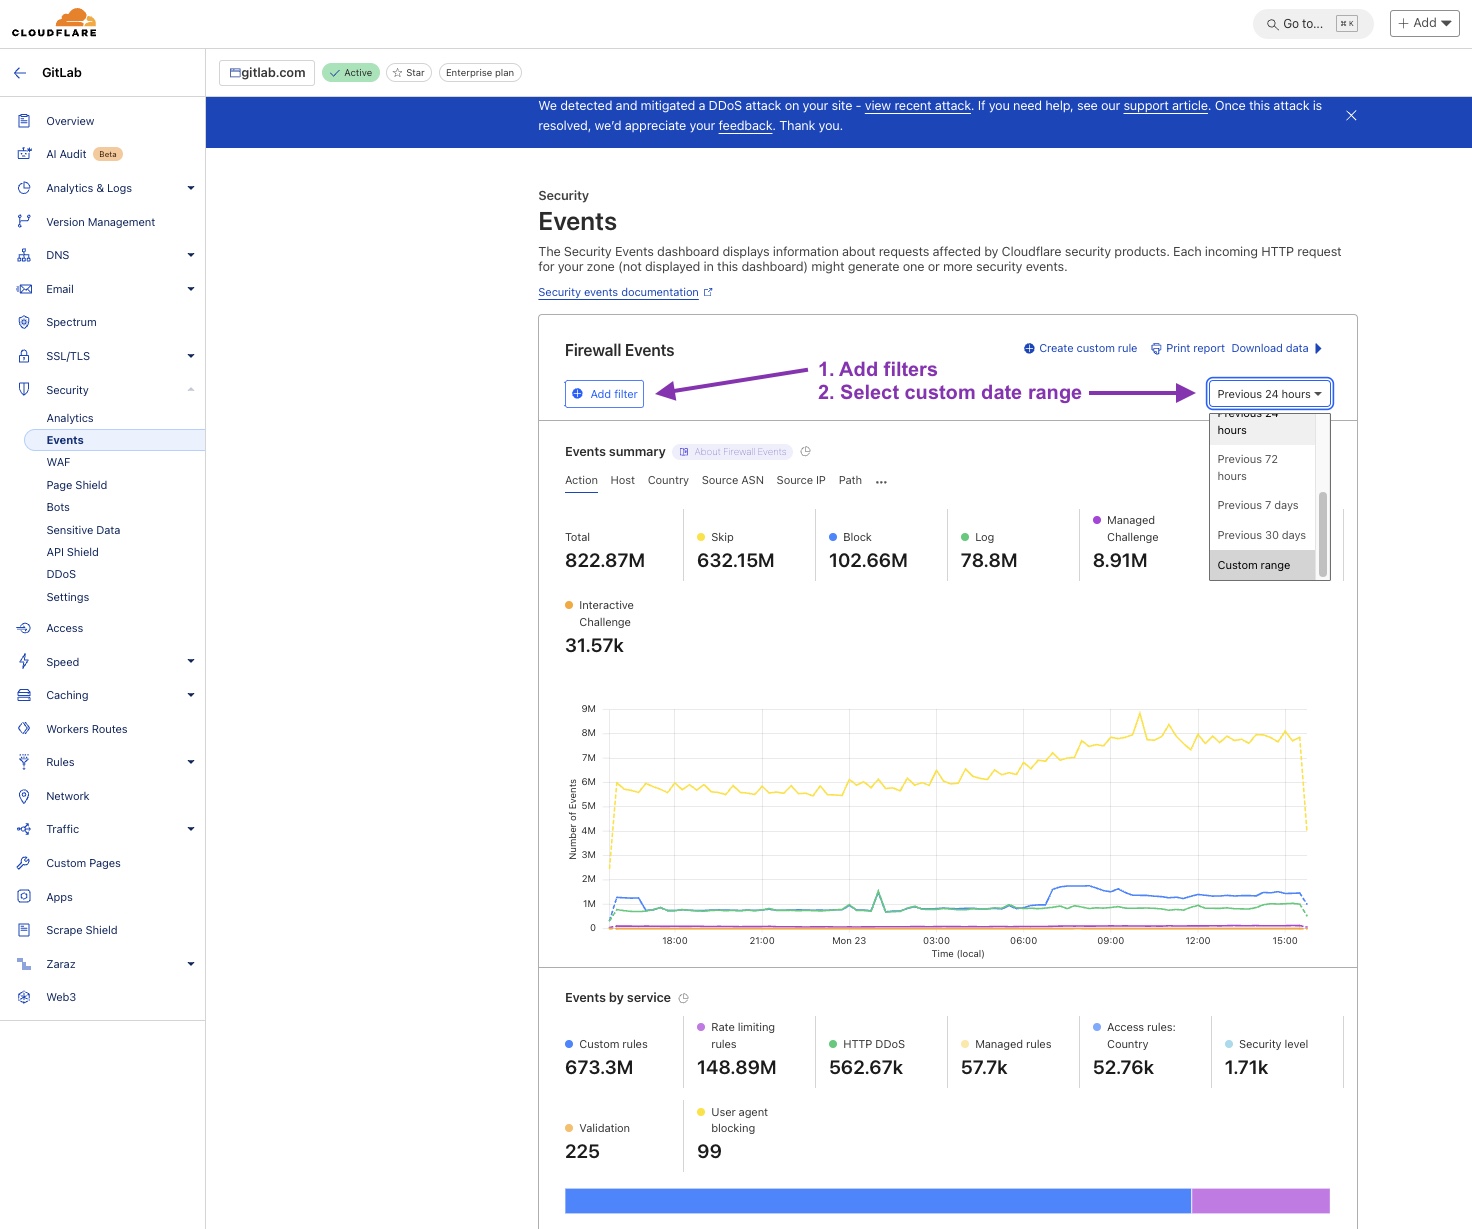 CLOUDFLARE
Go to...
⌘ K
+ Add
GitLab
gitlab.com
Active
Star
Enterprise plan
We detected and mitigated a DDoS attack on your site - view recent attack. If you need help, see our support article. Once this attack is
resolved, we'd appreciate your feedback. Thank you.
Overview
AI Audit Beta
Analytics & Logs
Version Management
DNS
Email
Spectrum
SSL/TLS
Security
Analytics
Events
WAF
Page Shield
Bots
Sensitive Data
API Shield
DDoS
Settings
Access
Speed
Caching
Workers Routes
Rules
Network
Traffic
Custom Pages
Apps
Scrape Shield
Zaraz
Web3
Security
Events
The Security Events dashboard displays information about requests affected by Cloudflare security products. Each incoming HTTP request
for your zone (not displayed in this dashboard) might generate one or more security events.
Security events documentation
Firewall Events
Create custom rule
Print report
Download data
Add filter
1. Add filters
2. Select custom date range
Previous 24 hours
Previous 24
hours
Previous 72
hours
Previous 7 days
Previous 30 days
Custom range
Events summary
About Firewall Events
Action Host Country Source ASN Source IP Path ...
Total
822.87M
Skip
632.15M
Block
102.66M
Log
78.8M
Managed
Challenge
8.91M
Interactive
Challenge
31.57k
Number of Events
9M
8M
7M
6M
5M
4M
3M
2M
1M
0
18:00 21:00 Mon 23 03:00 06:00 09:00 12:00 15:00
Time (local)
Events by service
Custom rules
673.3M
Rate limiting
rules
148.89M
HTTP DDoS
562.67k
Managed rules
57.7k
Access rules:
Country
52.76k
Security level
1.71k
Validation
225
User agent
blocking
99